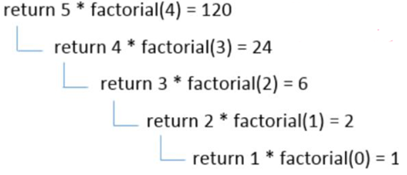 return 5 * factorial(4) = 120
return 4 * factorial(3) = 24
return 3 * factorial(2) = 6
return 2 * factorial(1) = 2
return 1 * factorial(0) = 1